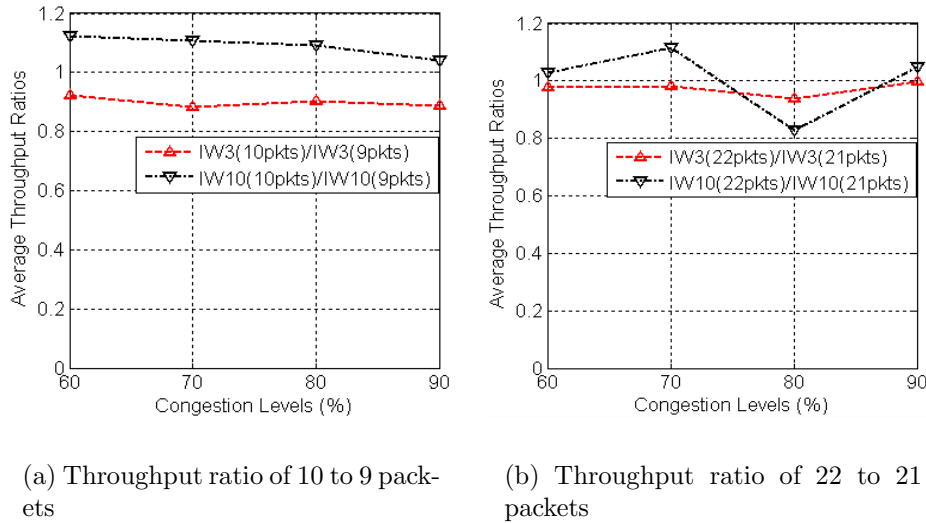 1.2
1
0.8
0.6
0.4
0.2
0
60
70
80
90
Average Throughput Ratios
Congestion Levels (%)
IW3(10pkts)/IW3(9pkts)
IW10(10pkts)/IW10(9pkts)
1.2
1
0.8
0.6
0.4
0.2
0
60
70
80
90
Average Throughput Ratios
Congestion Levels (%)
IW3(22pkts)/IW3(21pkts)
IW10(22pkts)/IW10(21pkts)
(a) Throughput ratio of 10 to 9 pack-
ets
(b) Throughput ratio of 22 to 21
packets